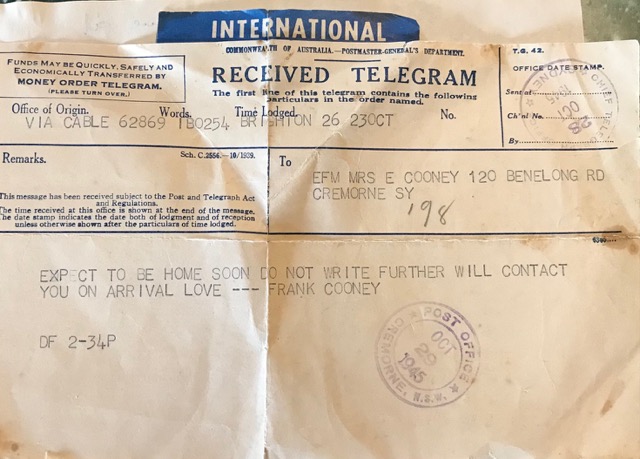 INTERNATIONAL
COMMONWEALTH OF AUSTRALIA.—POSTMASTER-GENERAL'S DEPARTMENT.
T.G. 42.
FUNDS MAY BE QUICKLY, SAFELY AND
ECONOMICALLY TRANSFERRED BY
MONEY ORDER TELEGRAM.
(PLEASE TURN OVER.)
RECEIVED TELEGRAM
The first line of this telegram contains the following
particulars in the order named.
OFFICE DATE STAMP.
Sent at
Ch'nl No.
By
SYDNEY
OCT
28
Office of Origin. Words. Time Lodged. No.
VIA CABLE 62869 BRIGHTON 26 23OCT
Remarks.
Sch. C.2556.—10/1939.
To
EFM MRS E COONEY 120 BENELONG RD
CREMORNE SY
198
This message has been received subject to the Post and Telegraph Act
and Regulations.
The time received at this office is shown at the end of the message.
The date stamp indicates the date both of lodgment and of reception
unless otherwise shown after the particulars of time lodged.
EXPECT TO BE HOME SOON DO NOT WRITE FURTHER WILL CONTACT
YOU ON ARRIVAL LOVE --- FRANK COONEY
DF 2-34P
POST OFFICE
OCT
29
1945
CREMORNE, N.S.W.